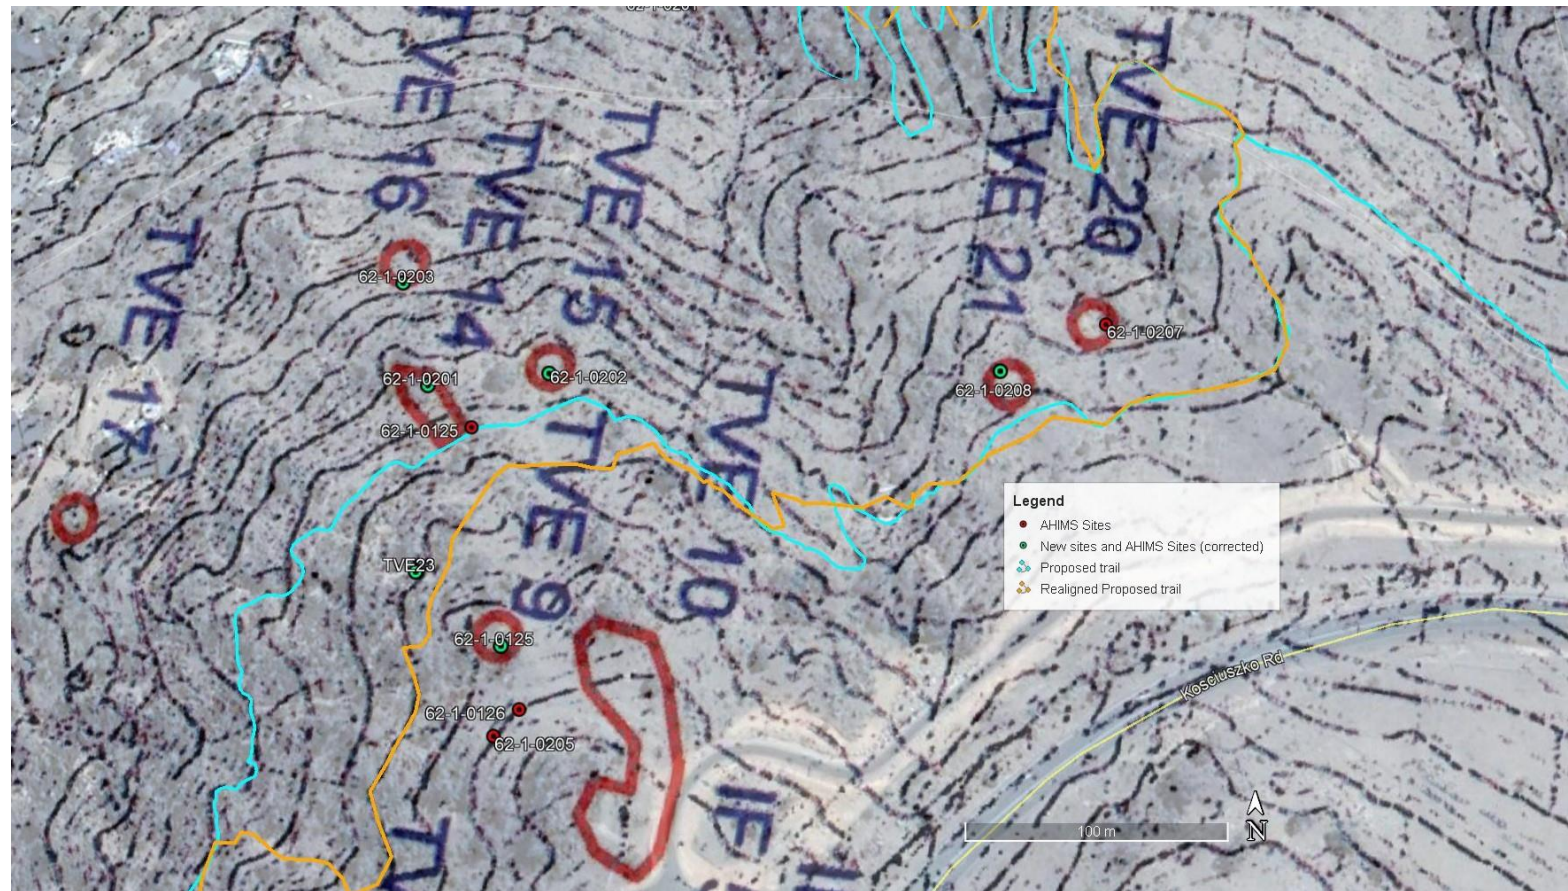 TVE 16
TVE 14
TVE 15
TVE 17
TVE 21
TVE 20
62-1-0203
62-1-0201
62-1-0202
62-1-0125
62-1-0207
62-1-0208
TVE 9
TVE 10
TVE23
62-1-0125
62-1-0126
62-1-0205
Legend
AHIMS Sites
New sites and AHIMS Sites (corrected)
Proposed trail
Realigned Proposed trail
Kosciuszko Rd
100 m
N
IF